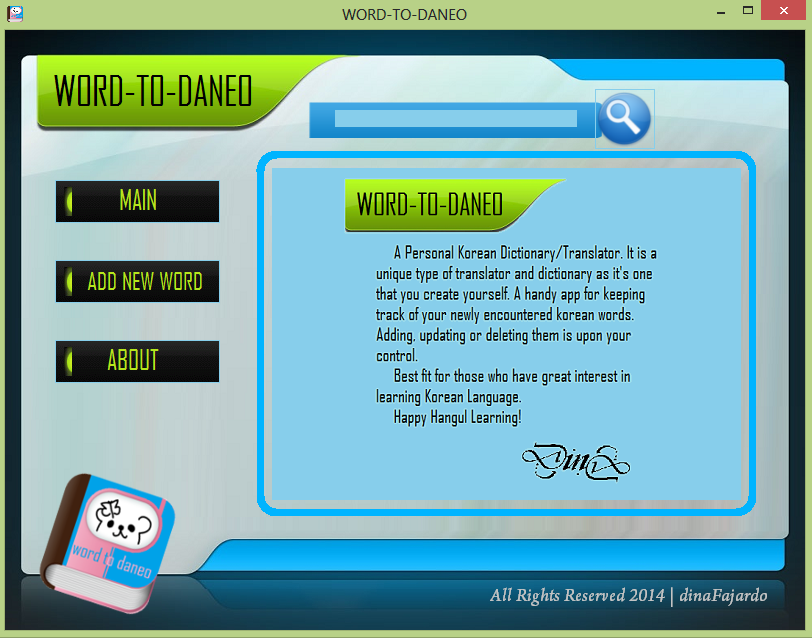 WORD-TO-DANEO
WORD-TO-DANEO
MAIN
ADD NEW WORD
ABOUT
WORD-TO-DANEO
A Personal Korean Dictionary/Translator. It is a
unique type of translator and dictionary as it's one
that you create yourself. A handy app for keeping
track of your newly encountered korean words.
Adding, updating or deleting them is upon your
control.
Best fit for those who have great interest in
learning Korean Language.
Happy Hangul Learning!
Dina
word to daneo
All Rights Reserved 2014 | dinaFajardo